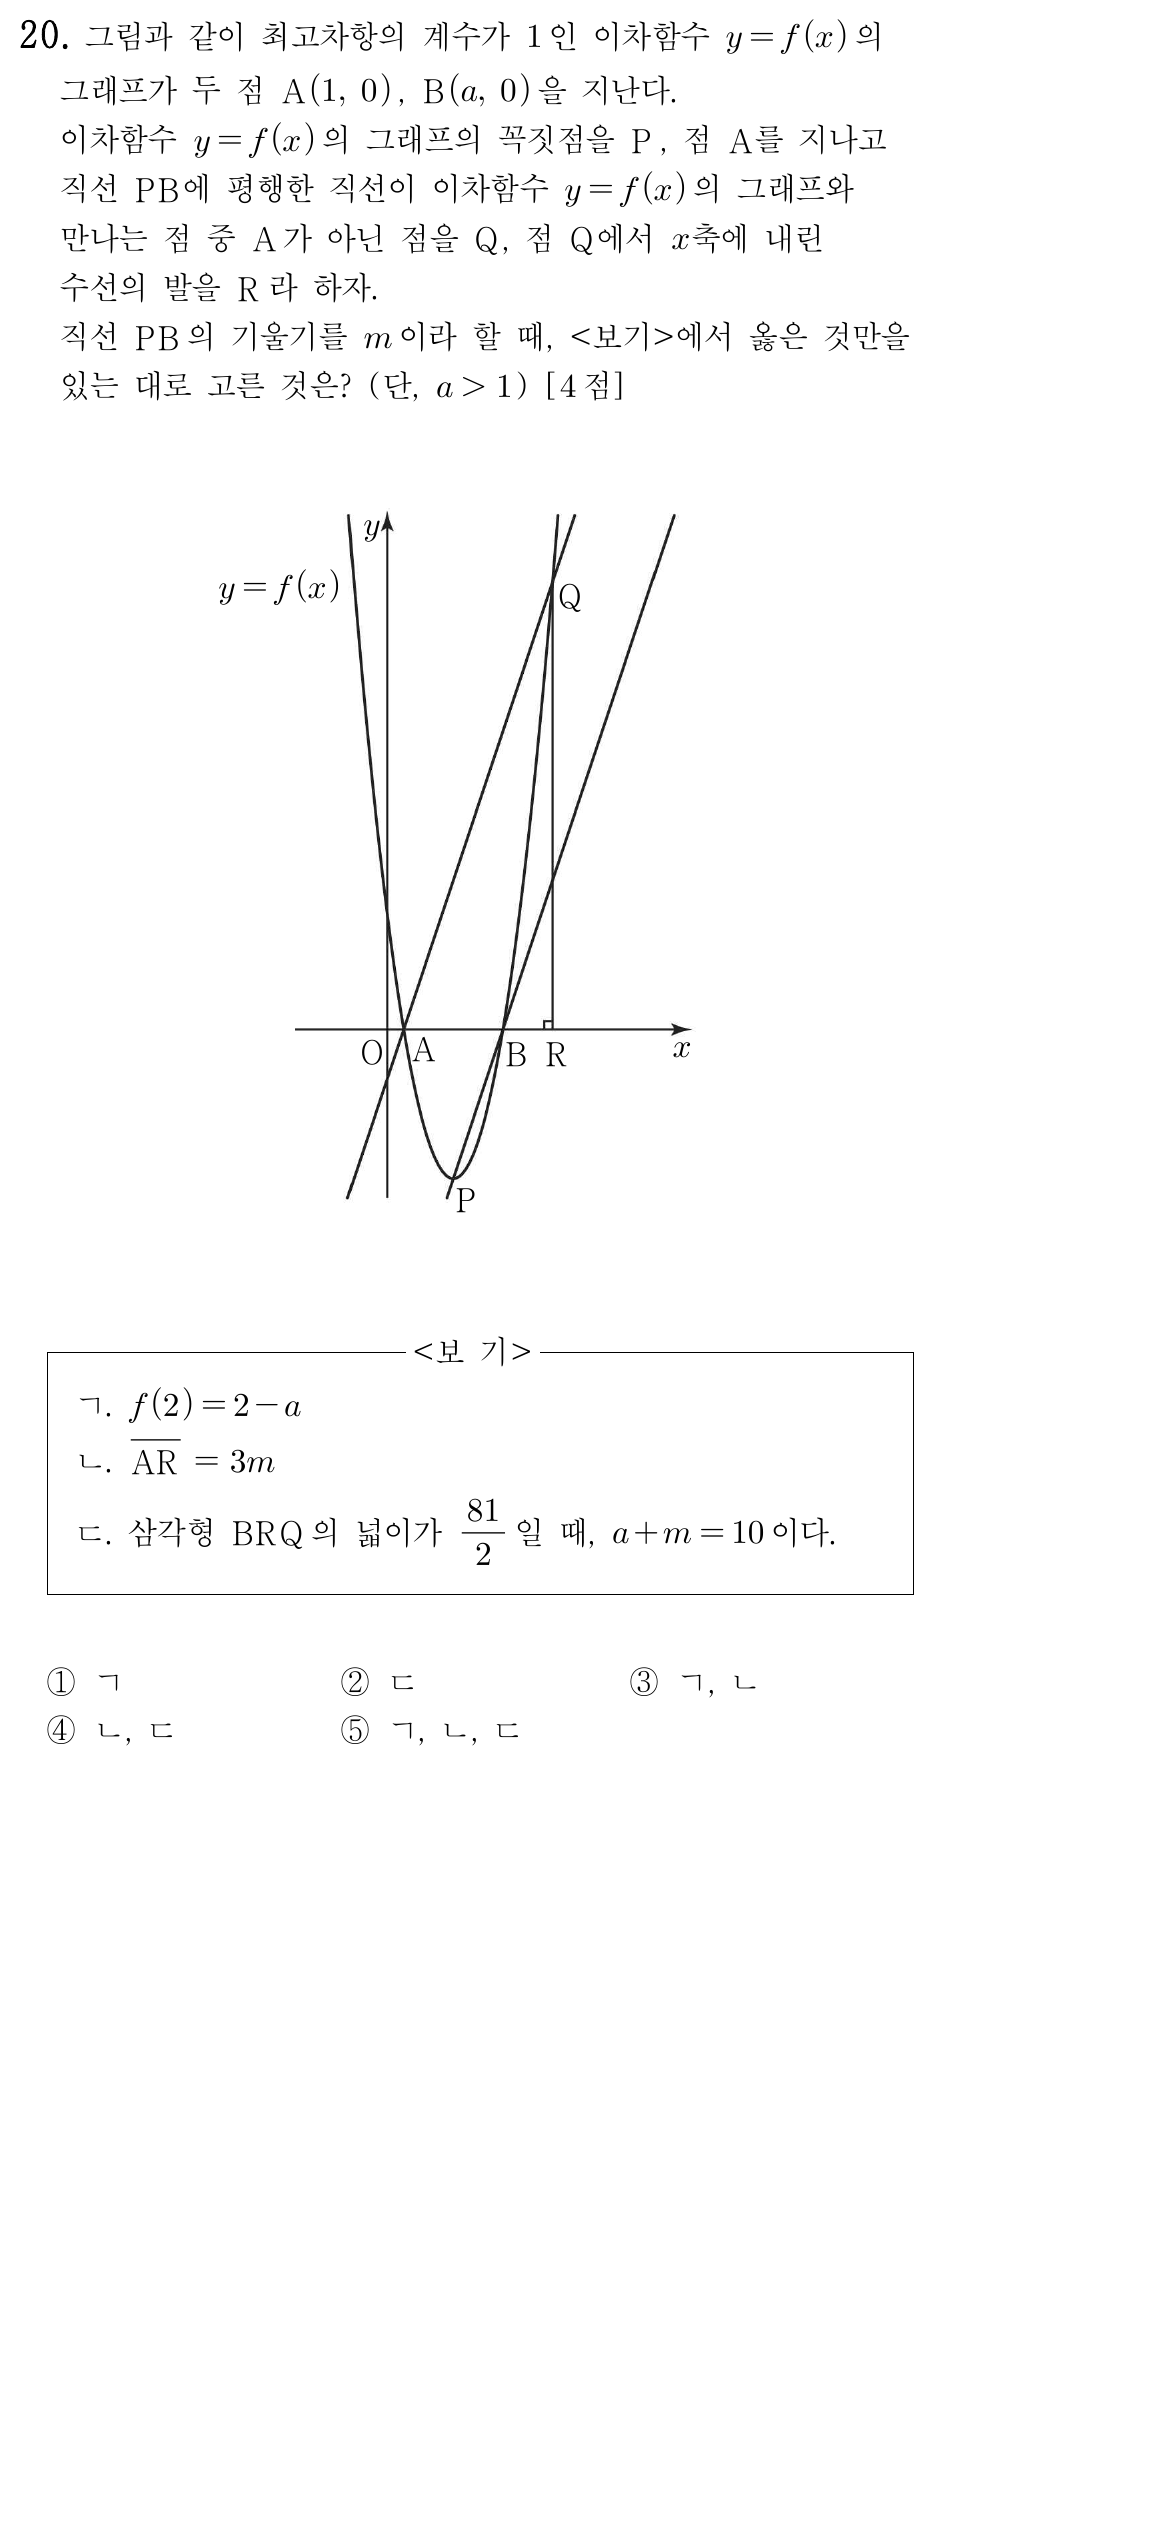 20. 그림과 같이 최고차항의 계수가 1인 이차함수 y=f(x)의
그래프가 두 점 A(1, 0), B(a, 0)을 지난다.
이차함수 y=f(x)의 그래프의 꼭짓점을 P, 점 A를 지나고
직선 PB에 평행한 직선이 이차함수 y=f(x)의 그래프와
만나는 점 중 A가 아닌 점을 Q, 점 Q에서 x축에 내린
수선의 발을 R라 하자.
직선 PB의 기울기를 m이라 할 때, <보기>에서 옳은 것만을
있는 대로 고른 것은? (단, a>1) [4점]
y
y=f(x)
Q
O A B R x
P
<보 기>
ㄱ. f(2)=2-a
ㄴ. \overline{AR} = 3m
ㄷ. 삼각형 BRQ의 넓이가 81/2일 때, a+m=10이다.
① ㄱ ② ㄷ ③ ㄱ, ㄴ
④ ㄴ, ㄷ ⑤ ㄱ, ㄴ, ㄷ